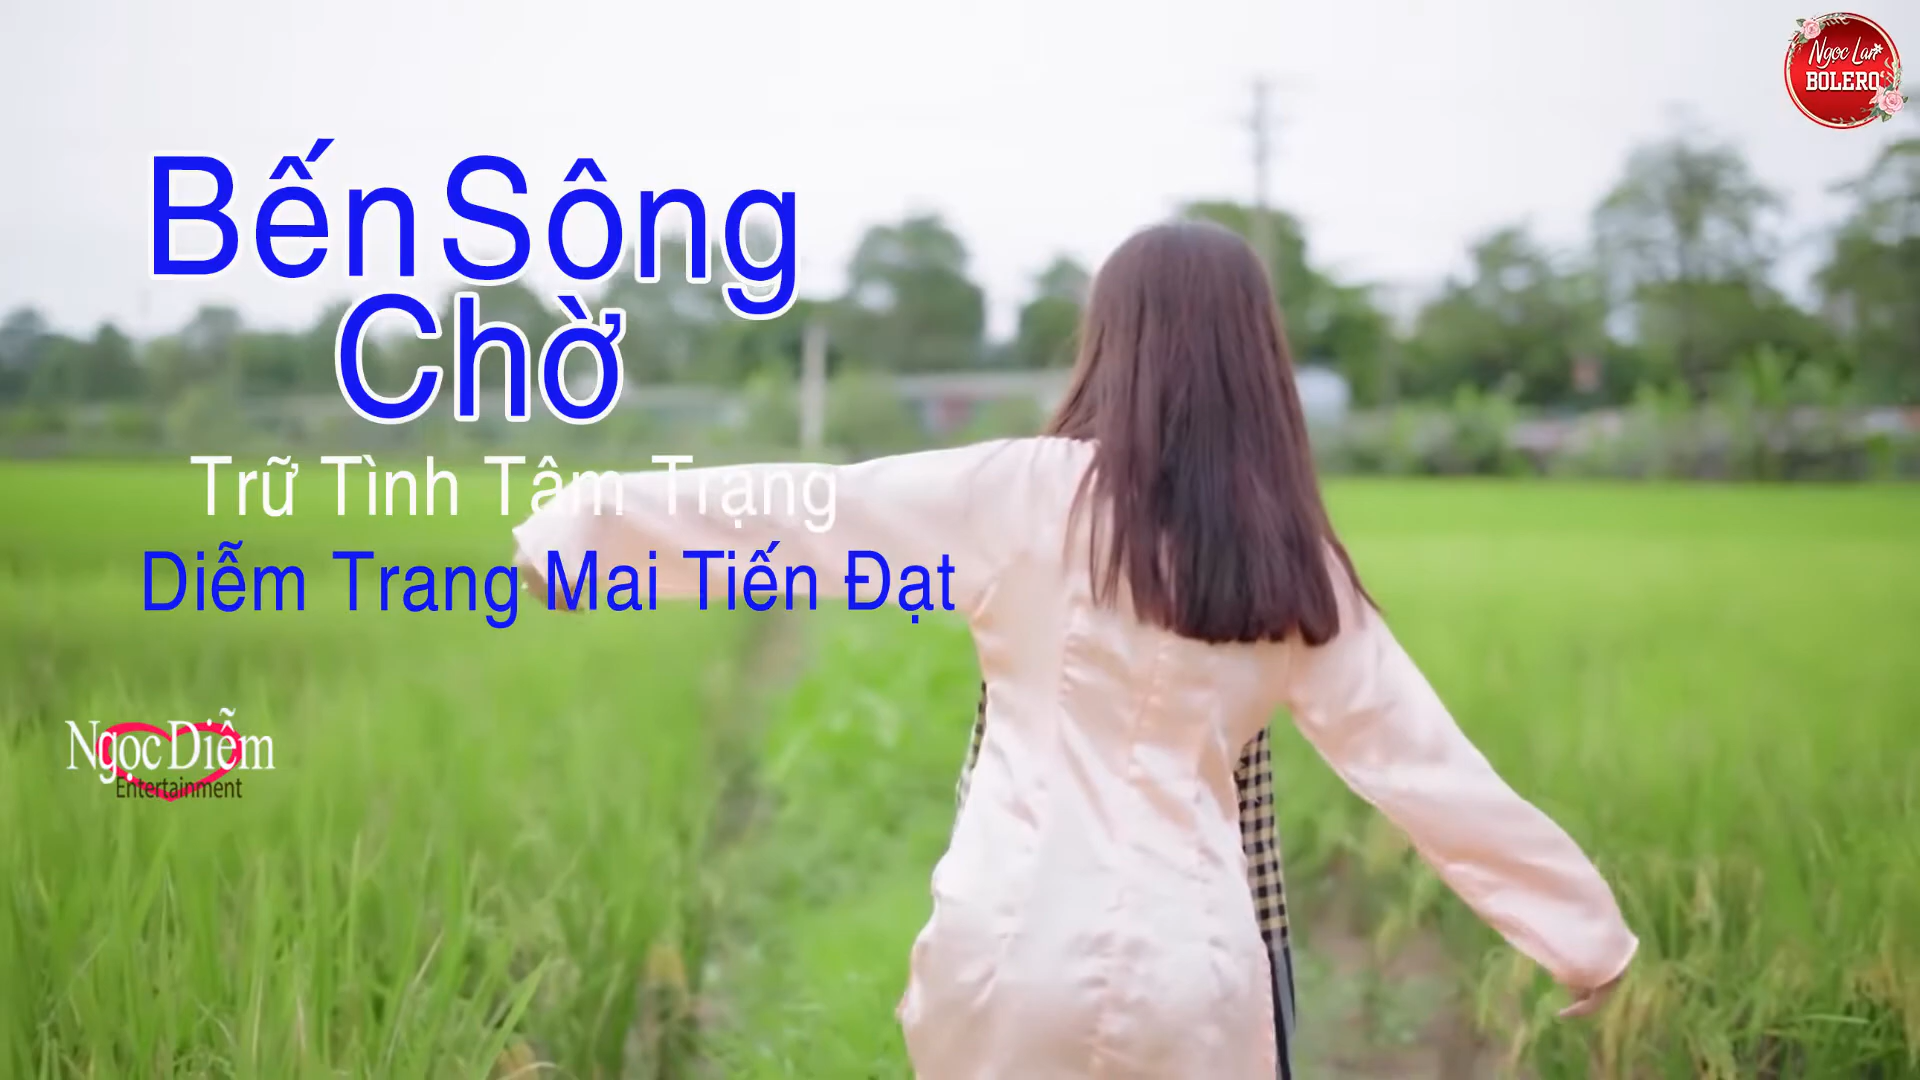 Ngọc Lan
BOLERO
Bến Sông
Chờ
Trữ Tình Tâm Trạng
Diễm Trang Mai Tiến Đạt
Ngọc Diễm
Entertainment